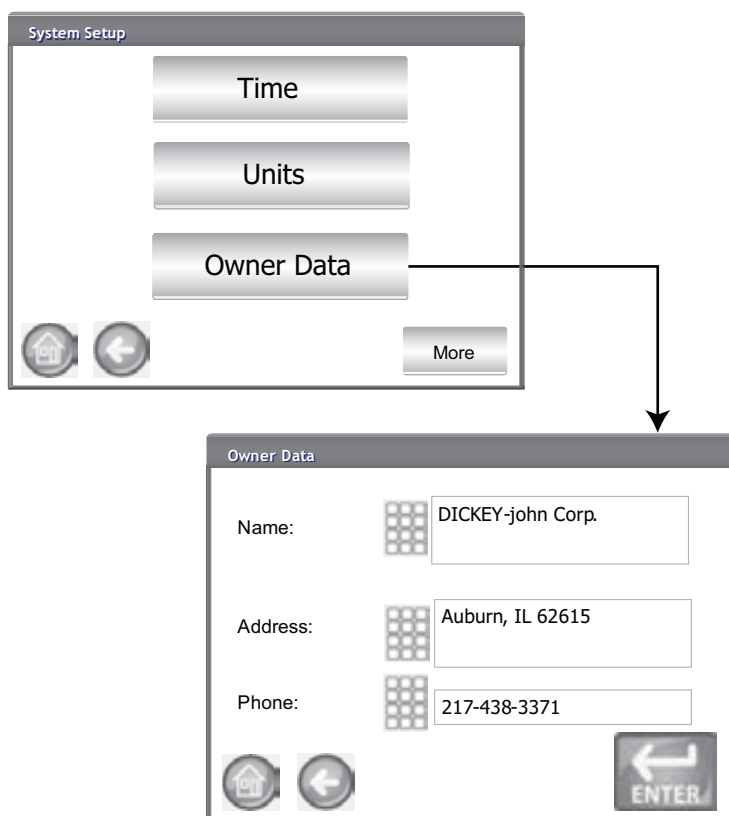 System Setup
Time
Units
Owner Data
More
Owner Data
Name:
DICKEY-john Corp.
Address:
Auburn, IL 62615
Phone:
217-438-3371
ENTER